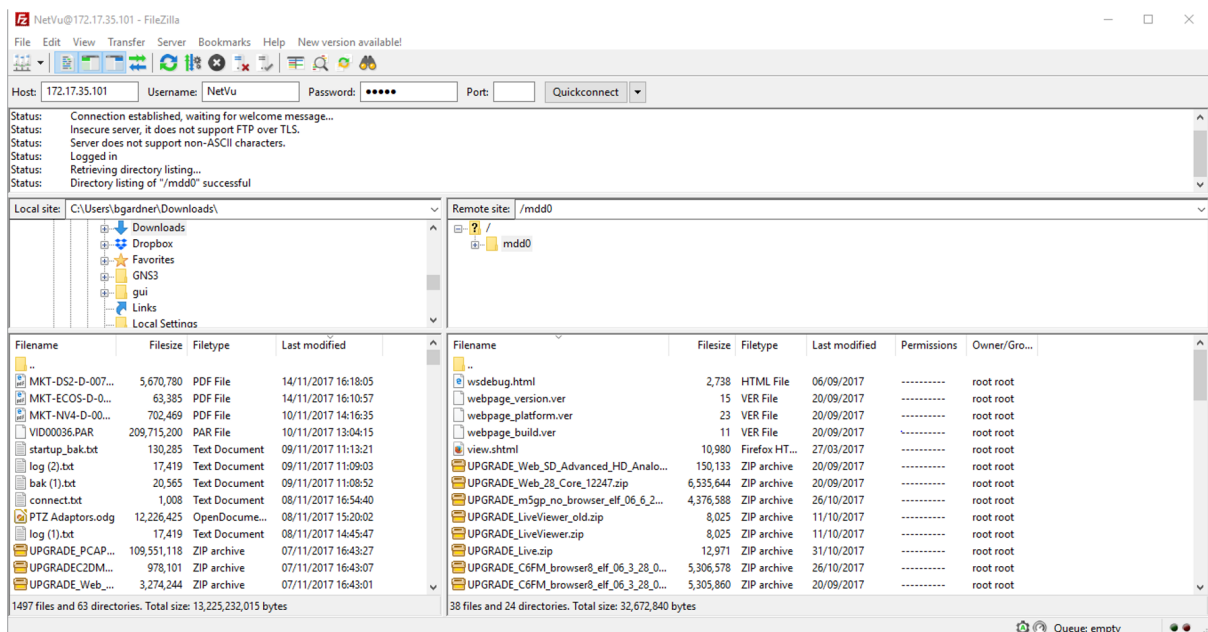 NetVu@172.17.35.101 - FileZilla
File Edit View Transfer Server Bookmarks Help New version available!
Host: 172.17.35.101 Username: NetVu Password: ●●●●● Port: Quickconnect
Status: Connection established, waiting for welcome message...
Status: Insecure server, it does not support FTP over TLS.
Status: Server does not support non-ASCII characters.
Status: Logged in
Status: Retrieving directory listing...
Status: Directory listing of "/mdd0" successful
Local site: C:\Users\bgardner\Downloads\
Downloads
Dropbox
Favorites
GNS3
gui
Links
Local Settings
Remote site: /mdd0
/
mdd0
Filename Filesize Filetype Last modified
..
MKT-DS2-D-007... 5,670,780 PDF File 14/11/2017 16:18:05
MKT-ECOS-D-0... 63,385 PDF File 14/11/2017 16:10:57
MKT-NV4-D-00... 702,469 PDF File 10/11/2017 14:16:35
VID00036.PAR 209,715,200 PAR File 10/11/2017 13:04:15
startup_bak.txt 130,285 Text Document 09/11/2017 11:13:21
log (2).txt 17,419 Text Document 09/11/2017 11:09:03
bak (1).txt 20,565 Text Document 09/11/2017 11:08:52
connect.txt 1,008 Text Document 08/11/2017 16:54:40
PTZ Adaptors.odg 12,226,425 OpenDocume... 08/11/2017 15:20:02
log (1).txt 17,419 Text Document 08/11/2017 14:45:47
UPGRADE_PCAP... 109,551,118 ZIP archive 07/11/2017 16:43:27
UPGRADEC2DM... 978,101 ZIP archive 07/11/2017 16:43:07
UPGRADE_Web_... 3,274,244 ZIP archive 07/11/2017 16:43:01
1497 files and 63 directories. Total size: 13,225,232,015 bytes
Filename Filesize Filetype Last modified Permissions Owner/Gro...
..
wsdebug.html 2,738 HTML File 06/09/2017 ---------- root root
webpage_version.ver 15 VER File 20/09/2017 ---------- root root
webpage_platform.ver 23 VER File 20/09/2017 ---------- root root
webpage_build.ver 11 VER File 20/09/2017 ---------- root root
view.shtml 10,980 Firefox HT... 27/03/2017 ---------- root root
UPGRADE_Web_SD_Advanced_HD_Analo... 150,133 ZIP archive 20/09/2017 ---------- root root
UPGRADE_Web_28_Core_12247.zip 6,535,644 ZIP archive 20/09/2017 ---------- root root
UPGRADE_m5gp_no_browser_elf_06_6_2... 4,376,588 ZIP archive 26/10/2017 ---------- root root
UPGRADE_LiveViewer_old.zip 8,025 ZIP archive 11/10/2017 ---------- root root
UPGRADE_LiveViewer.zip 8,025 ZIP archive 11/10/2017 ---------- root root
UPGRADE_Live.zip 12,971 ZIP archive 31/10/2017 ---------- root root
UPGRADE_C6FM_browser8_elf_06_3_28_0... 5,306,578 ZIP archive 26/10/2017 ---------- root root
UPGRADE_C6FM_browser8_elf_06_3_28_0... 5,305,860 ZIP archive 20/09/2017 ---------- root root
38 files and 24 directories. Total size: 32,672,840 bytes
Queue: empty